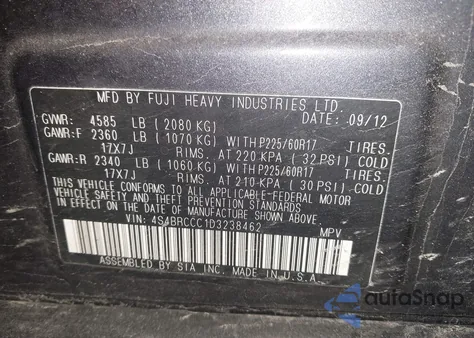 MFD BY FUJI HEAVY INDUSTRIES LTD. DATE: 09/12
GVWR: 4585 LB (2080 KG)
GAWR:F 2360 LB (1070 KG) WITH P225/60R17 TIRES.
17X7J RIMS. AT 220 KPA (32 PSI) COLD
GAWR:R 2340 LB (1060 KG) WITH P225/60R17 TIRES.
17X7J RIMS. AT 210 KPA (30 PSI) COLD
THIS VEHICLE CONFORMS TO ALL APPLICABLE FEDERAL MOTOR
VEHICLE SAFETY AND THEFT PREVENTION STANDARDS
IN EFFECT ON THE DATE OF MANUFACTURE SHOWN ABOVE.
VIN: 4S4BRCCC1D3238462 MPV
ASSEMBLED BY SIA INC. MADE IN U.S.A.
autoSnap